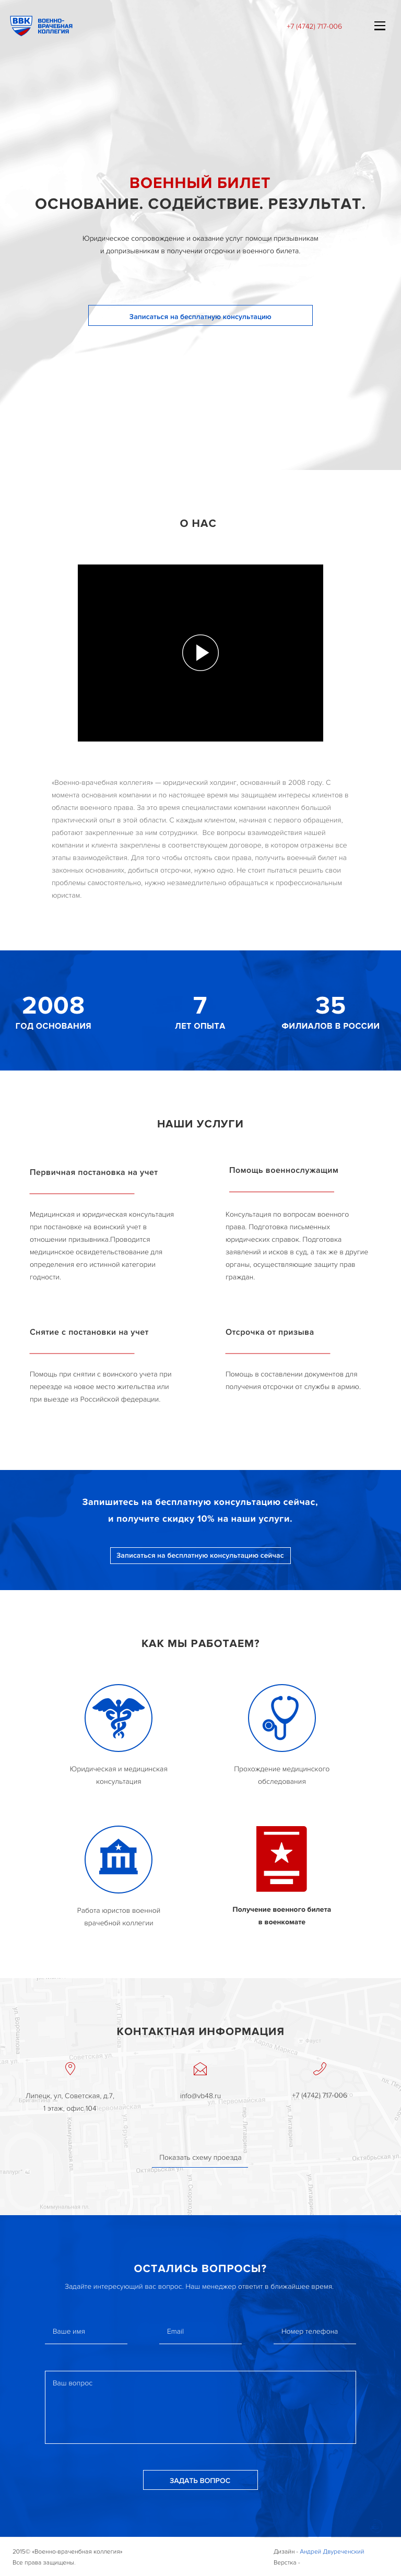 ВВК
ВОЕННО-
ВРАЧЕБНАЯ
КОЛЛЕГИЯ
+7 (4742) 717-006
ВОЕННЫЙ БИЛЕТ
ОСНОВАНИЕ. СОДЕЙСТВИЕ. РЕЗУЛЬТАТ.
Юридическое сопровождение и оказание услуг помощи призывникам
и допризывникам в получении отсрочки и военного билета.
Записаться на бесплатную консультацию
О НАС
«Военно-врачебная коллегия» — юридический холдинг, основанный в 2008 году. С
момента основания компании и по настоящее время мы защищаем интересы клиентов в
области военного права. За это время специалистами компании накоплен большой
практический опыт в этой области. С каждым клиентом, начиная с первого обращения,
работают закрепленные за ним сотрудники. Все вопросы взаимодействия нашей
компании и клиента закреплены в соответствующем договоре, в котором отражены все
этапы взаимодействия. Для того чтобы отстоять свои права, получить военный билет на
законных основаниях, добиться отсрочки, нужно одно. Не стоит пытаться решить свои
проблемы самостоятельно, нужно незамедлительно обращаться к профессиональным
юристам.
2008
ГОД ОСНОВАНИЯ
7
ЛЕТ ОПЫТА
35
ФИЛИАЛОВ В РОССИИ
НАШИ УСЛУГИ
Первичная постановка на учет
Медицинская и юридическая консультация
при постановке на воинский учет в
отношении призывника.Проводится
медицинское освидетельствование для
определения его истинной категории
годности.
Помощь военнослужащим
Консультация по вопросам военного
права. Подготовка письменных
юридических справок. Подготовка
заявлений и исков в суд, а так же в другие
органы, осуществляющие защиту прав
граждан.
Снятие с постановки на учет
Помощь при снятии с воинского учета при
переезде на новое место жительства или
при выезде из Российской федерации.
Отсрочка от призыва
Помощь в составлении документов для
получения отсрочки от службы в армию.
Запишитесь на бесплатную консультацию сейчас,
и получите скидку 10% на наши услуги.
Записаться на бесплатную консультацию сейчас
КАК МЫ РАБОТАЕМ?
Юридическая и медицинская
консультация
Прохождение медицинского
обследования
Работа юристов военной
врачебной коллегии
Получение военного билета
в военкомате
КОНТАКТНАЯ ИНФОРМАЦИЯ
Липецк, ул, Советская, д.7,
1 этаж, офис.104
info@vb48.ru
+7 (4742) 717-006
Показать схему проезда
ОСТАЛИСЬ ВОПРОСЫ?
Задайте интересующий вас вопрос. Наш менеджер ответит в ближайшее время.
Ваше имя
Email
Номер телефона
Ваш вопрос
ЗАДАТЬ ВОПРОС
2015© «Военно-враченбная коллегия»
Все права защищены.
Дизайн - Андрей Двуреченский
Верстка -